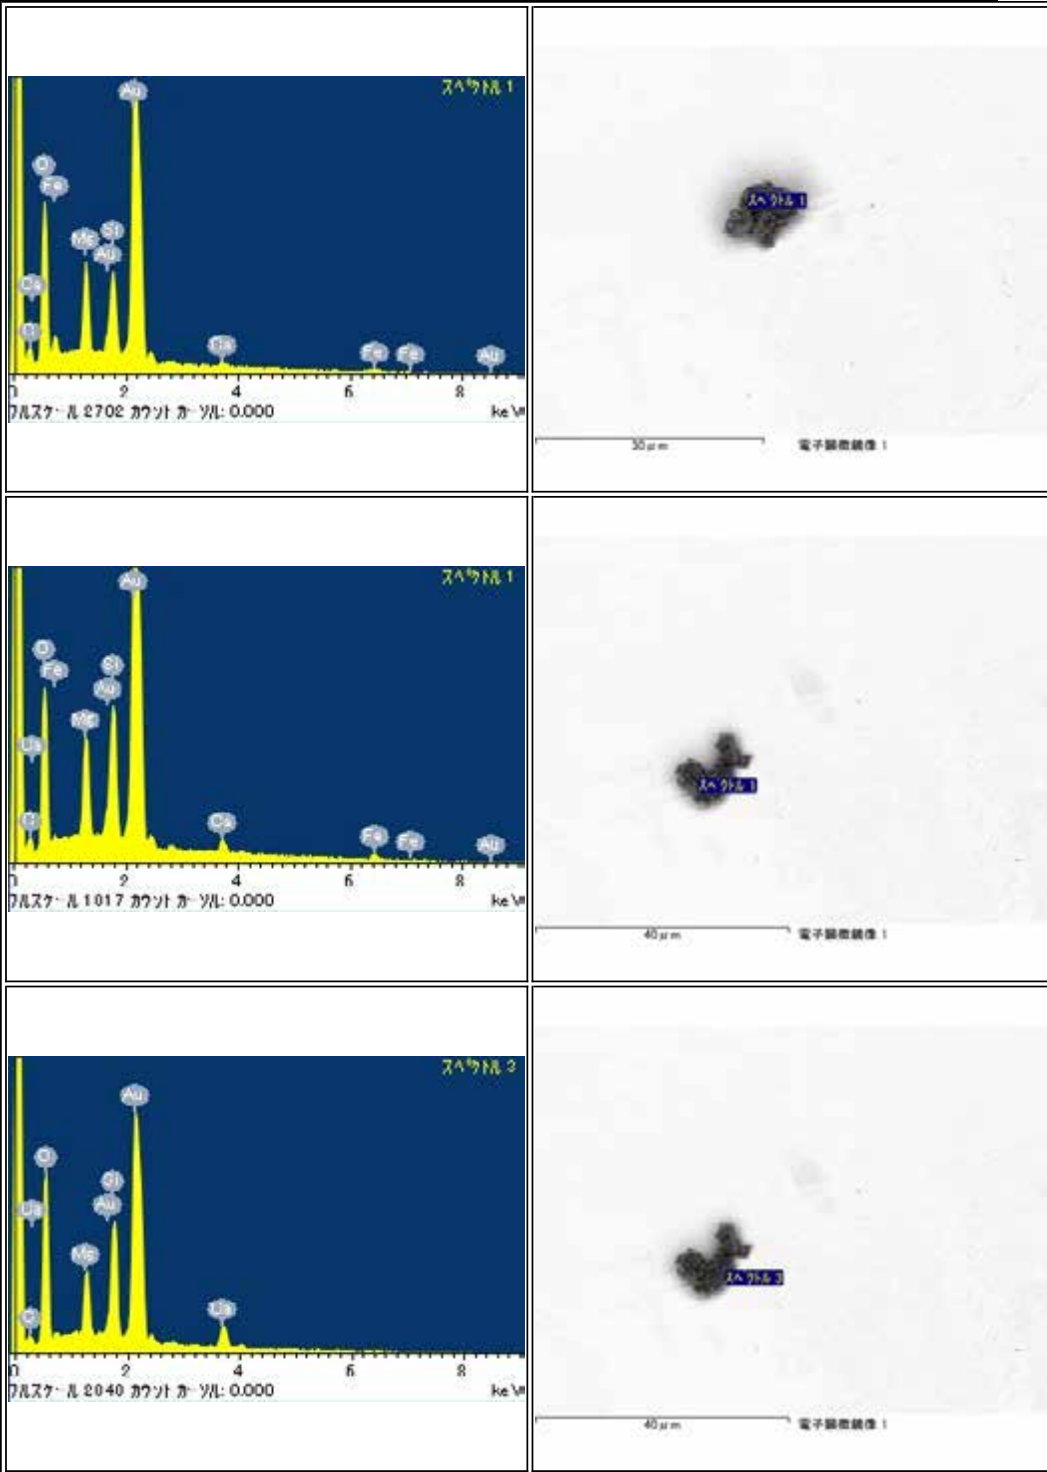 スペクトル 1
Au
O
Fe
Mg
Si
Au
Ca
C
Ca
Fe
Fe
Au
0 2 4 6 8
フルスケール 2702 カウント カーソル: 0.000 keV
スペクトル 1
30μm 電子顕微鏡像 1
スペクトル 1
Au
O
Fe
Si
Au
Mg
Ca
C
Ca
Fe
Fe
Au
0 2 4 6 8
フルスケール 1017 カウント カーソル: 0.000 keV
スペクトル 1
40μm 電子顕微鏡像 1
スペクトル 3
Au
O
Si
Au
Ca
Mg
C
Ca
0 2 4 6 8
フルスケール 2040 カウント カーソル: 0.000 keV
スペクトル 3
40μm 電子顕微鏡像 1